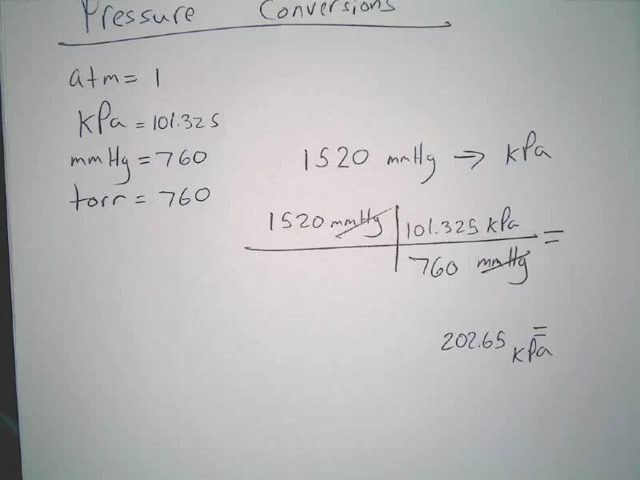 Pressure Conversions
atm = 1
kPa = 101.325
mmHg = 760
torr = 760
1520 mmHg → kPa
1520 mmHg | 101.325 kPa =
760 mmHg
=
202.65 kPa